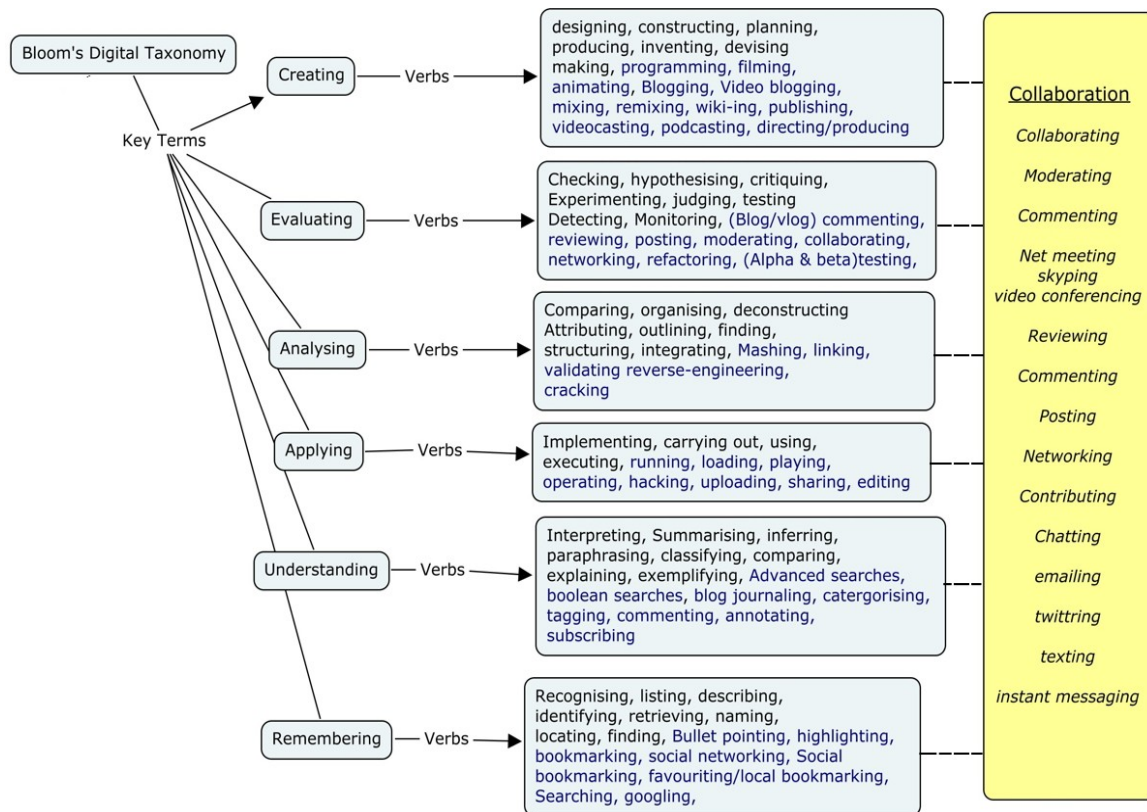 Bloom's Digital Taxonomy
Key Terms
Creating
Verbs
designing, constructing, planning,
producing, inventing, devising
making, programming, filming,
animating, Blogging, Video blogging,
mixing, remixing, wiki-ing, publishing,
videocasting, podcasting, directing/producing
Evaluating
Verbs
Checking, hypothesising, critiquing,
Experimenting, judging, testing
Detecting, Monitoring, (Blog/vlog) commenting,
reviewing, posting, moderating, collaborating,
networking, refactoring, (Alpha & beta)testing,
Analysing
Verbs
Comparing, organising, deconstructing
Attributing, outlining, finding,
structuring, integrating, Mashing, linking,
validating reverse-engineering,
cracking
Applying
Verbs
Implementing, carrying out, using,
executing, running, loading, playing,
operating, hacking, uploading, sharing, editing
Understanding
Verbs
Interpreting, Summarising, inferring,
paraphrasing, classifying, comparing,
explaining, exemplifying, Advanced searches,
boolean searches, blog journaling, catergorising,
tagging, commenting, annotating,
subscribing
Remembering
Verbs
Recognising, listing, describing,
identifying, retrieving, naming,
locating, finding, Bullet pointing, highlighting,
bookmarking, social networking, Social
bookmarking, favouriting/local bookmarking,
Searching, googling,
Collaboration
Collaborating
Moderating
Commenting
Net meeting
skyping
video conferencing
Reviewing
Commenting
Posting
Networking
Contributing
Chatting
emailing
twittring
texting
instant messaging